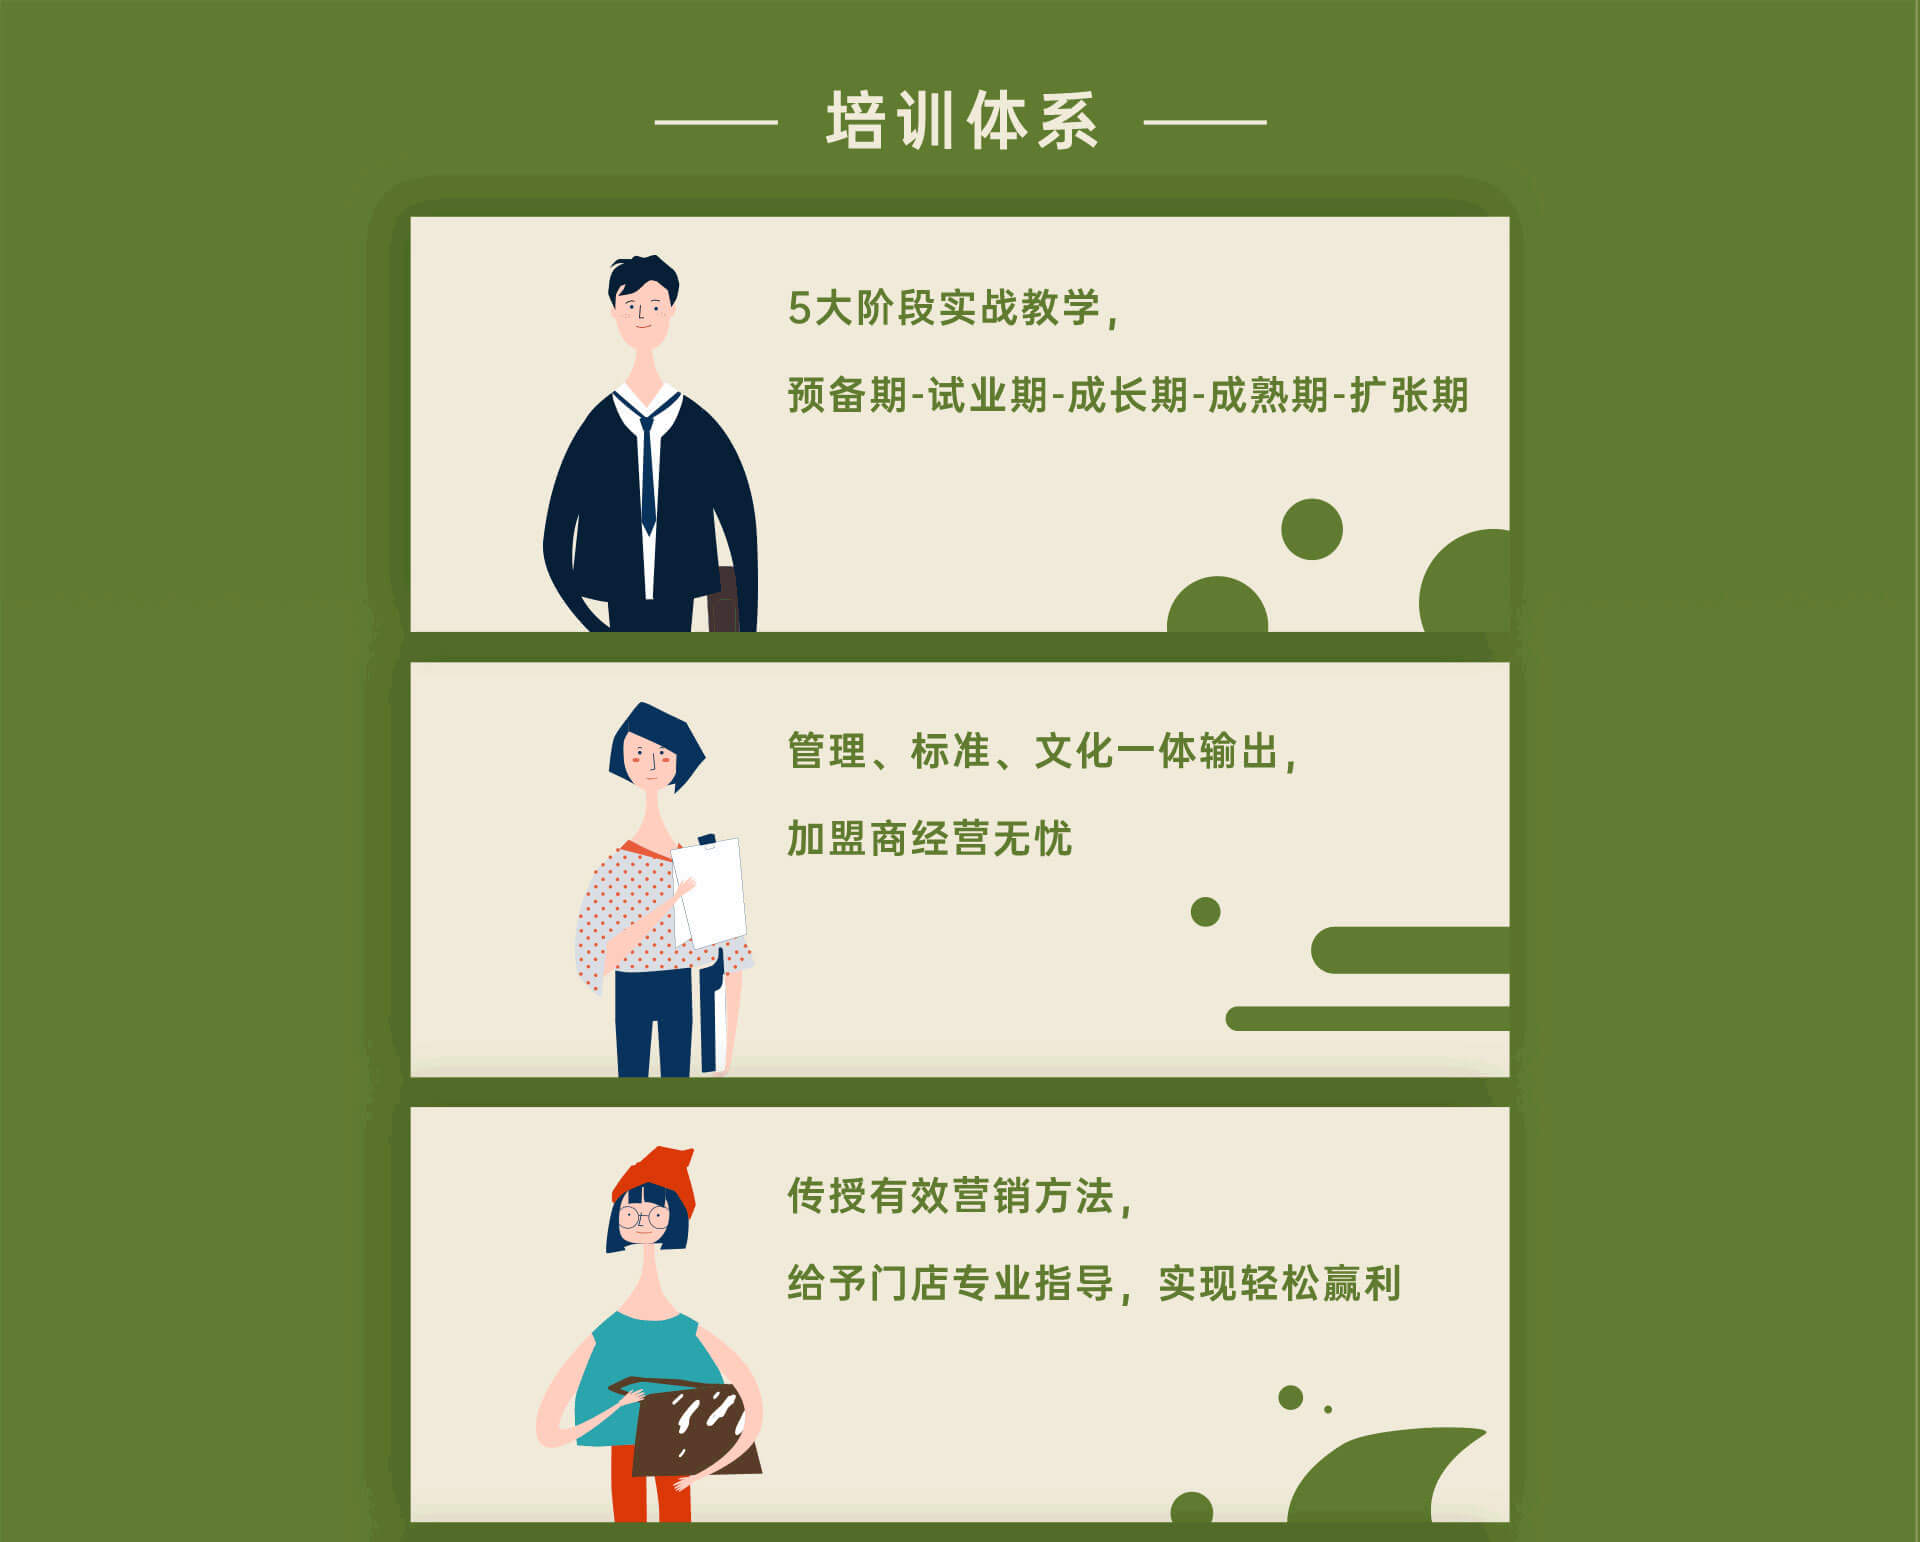 培训体系
5大阶段实战教学，
预备期-试业期-成长期-成熟期-扩张期
管理、标准、文化一体输出，
加盟商经营无忧
传授有效营销方法，
给予门店专业指导，实现轻松赢利